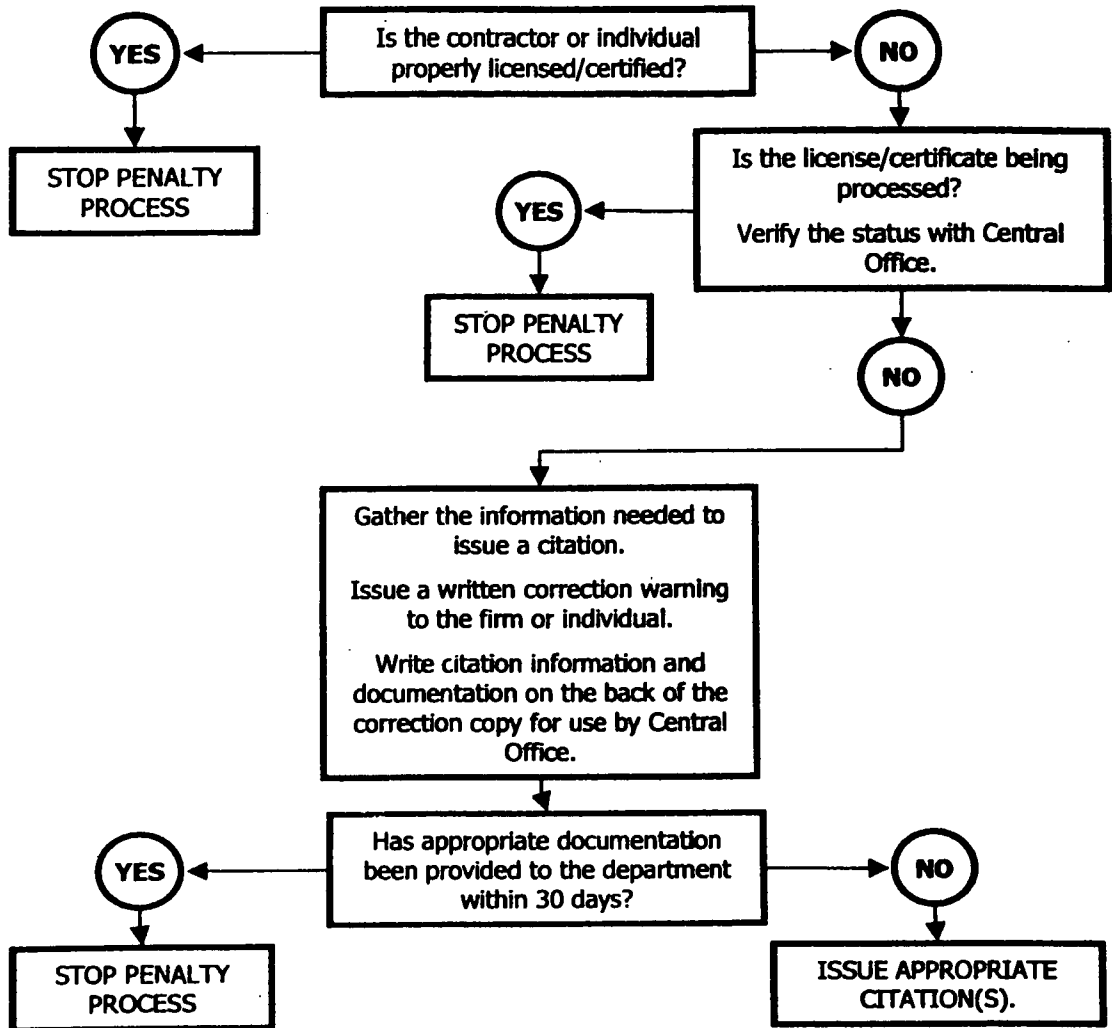 Is the contractor or individual
properly licensed/certified?
YES
NO
STOP PENALTY
PROCESS
Is the license/certificate being
processed?
Verify the status with Central
Office.
YES
STOP PENALTY
PROCESS
NO
Gather the information needed to
issue a citation.
Issue a written correction warning
to the firm or individual.
Write citation information and
documentation on the back of the
correction copy for use by Central
Office.
Has appropriate documentation
been provided to the department
within 30 days?
YES
NO
STOP PENALTY
PROCESS
ISSUE APPROPRIATE
CITATION(S).